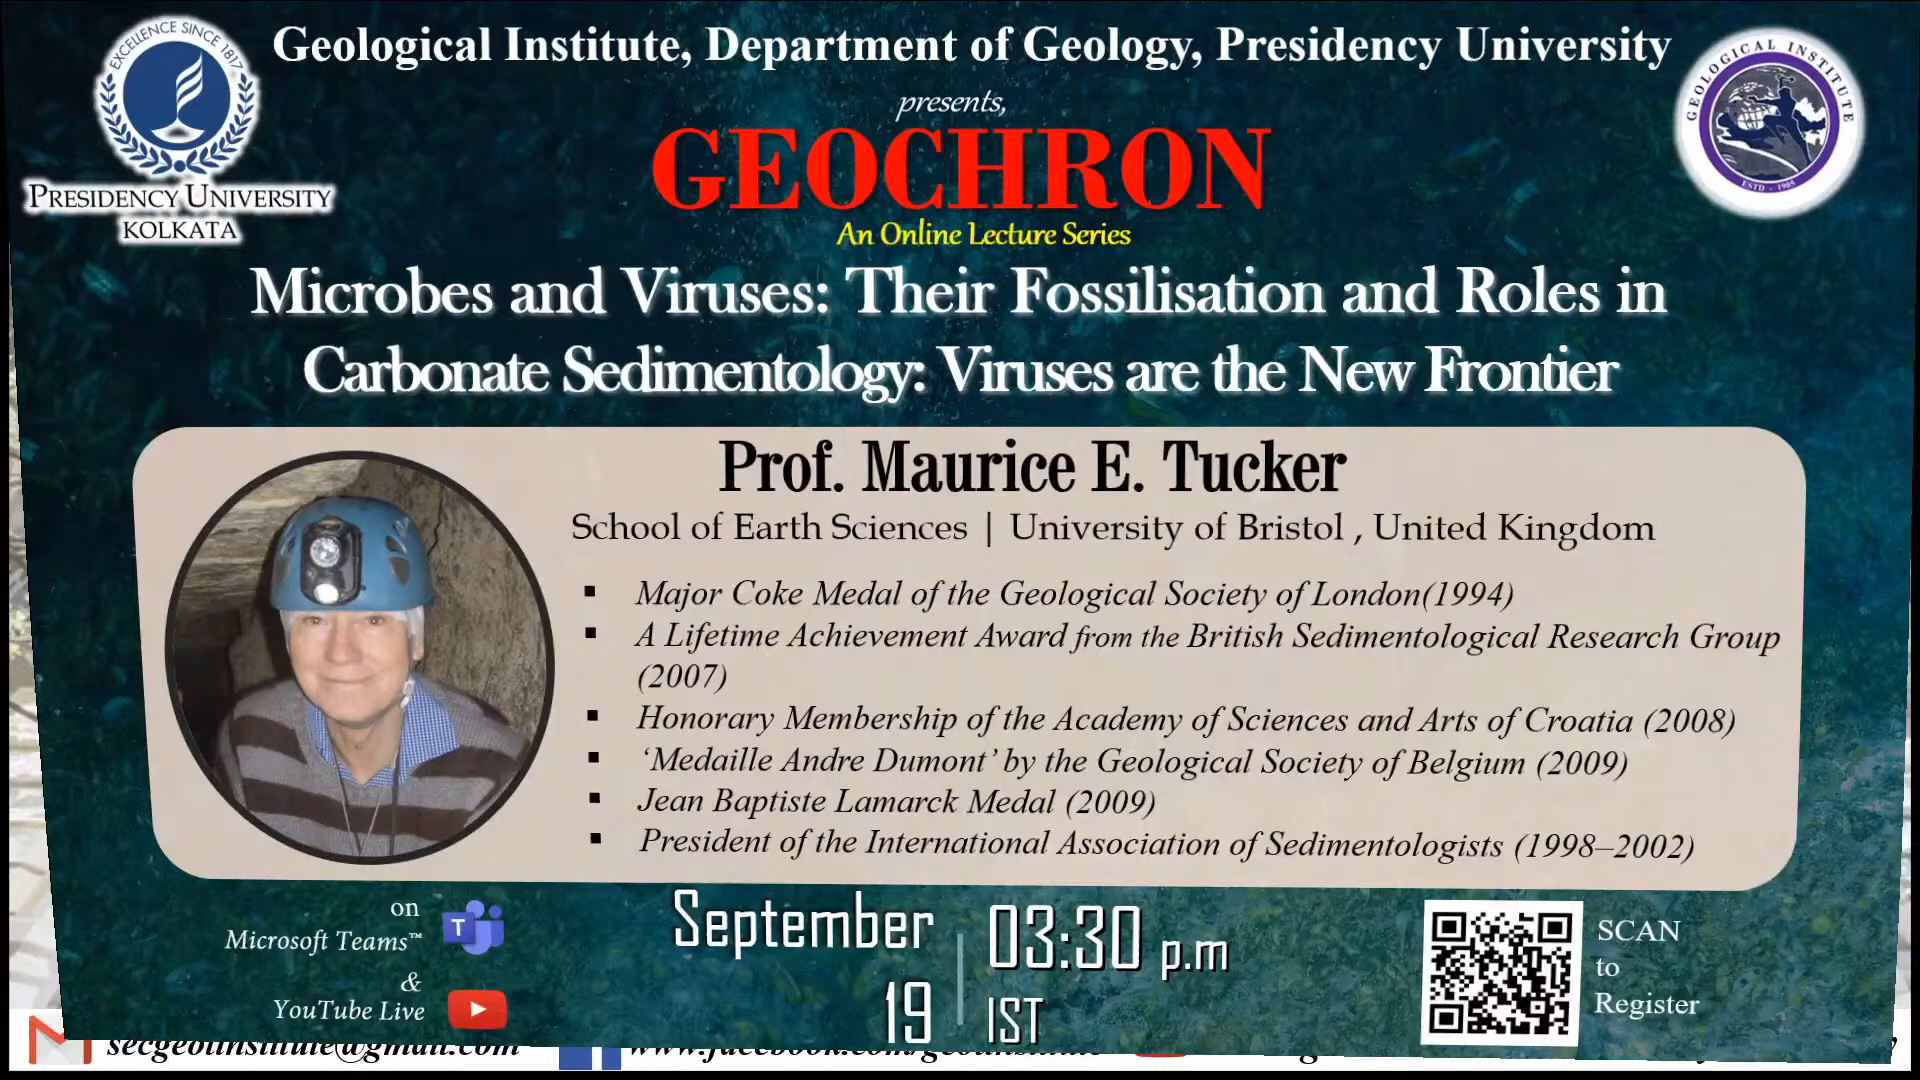 EXCELLENCE SINCE 1817
PRESIDENCY UNIVERSITY
KOLKATA
Geological Institute, Department of Geology, Presidency University
presents,
GEOLOGICAL INSTITUTE
ESTD - 1905
GEOCHRON
An Online Lecture Series
Microbes and Viruses: Their Fossilisation and Roles in
Carbonate Sedimentology: Viruses are the New Frontier
Prof. Maurice E. Tucker
School of Earth Sciences | University of Bristol , United Kingdom
▪ Major Coke Medal of the Geological Society of London(1994)
▪ A Lifetime Achievement Award from the British Sedimentological Research Group
(2007)
▪ Honorary Membership of the Academy of Sciences and Arts of Croatia (2008)
▪ ‘Medaille Andre Dumont’ by the Geological Society of Belgium (2009)
▪ Jean Baptiste Lamarck Medal (2009)
▪ President of the International Association of Sedimentologists (1998–2002)
on
Microsoft Teams™
T
&
YouTube Live
September
19
03:30 p.m
IST
SCAN
to
Register
secgeolinstitute@gmail.com